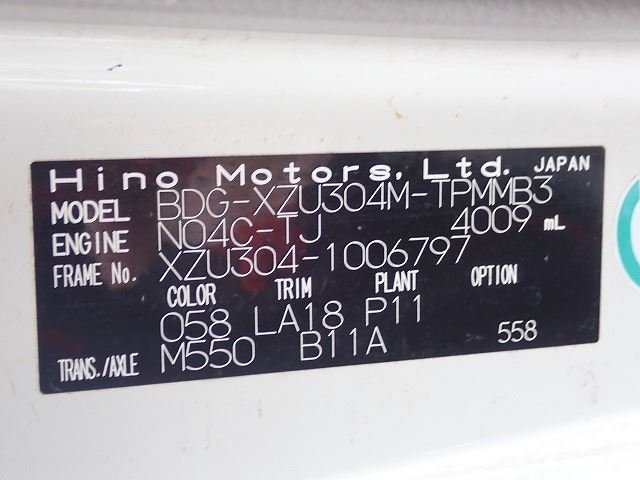 Hino Motors, Ltd. JAPAN
MODEL BDG-XZU304M-TPMMB3
ENGINE N04C-TJ 4009 mL
FRAME No. XZU304-1006797
COLOR TRIM PLANT OPTION
058 LA18 P11
TRANS./AXLE M550 B11A 558